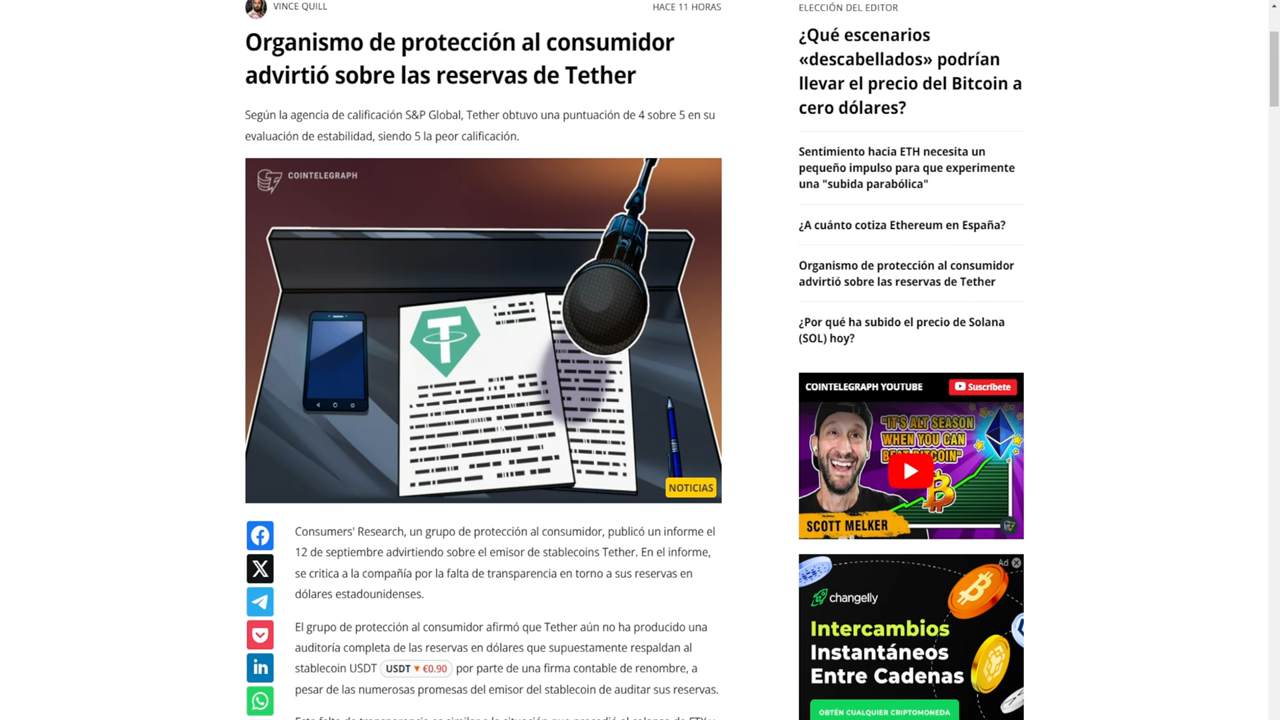 VINCE QUILL
HACE 11 HORAS
Organismo de protección al consumidor
advirtió sobre las reservas de Tether
Según la agencia de calificación S&P Global, Tether obtuvo una puntuación de 4 sobre 5 en su
evaluación de estabilidad, siendo 5 la peor calificación.
COINTELEGRAPH
NOTICIAS
Consumers' Research, un grupo de protección al consumidor, publicó un informe el
12 de septiembre advirtiendo sobre el emisor de stablecoins Tether. En el informe,
se critica a la compañía por la falta de transparencia en torno a sus reservas en
dólares estadounidenses.
El grupo de protección al consumidor afirmó que Tether aún no ha producido una
auditoría completa de las reservas en dólares que supuestamente respaldan al
stablecoin USDT USDT ▼ €0.90 por parte de una firma contable de renombre, a
pesar de las numerosas promesas del emisor del stablecoin de auditar sus reservas.
ELECCIÓN DEL EDITOR
¿Qué escenarios
«descabellados» podrían
llevar el precio del Bitcoin a
cero dólares?
Sentimiento hacia ETH necesita un
pequeño impulso para que experimente
una "subida parabólica"
¿A cuánto cotiza Ethereum en España?
Organismo de protección al consumidor
advirtió sobre las reservas de Tether
¿Por qué ha subido el precio de Solana
(SOL) hoy?
COINTELEGRAPH YOUTUBE
Suscríbete
"IT'S ALT SEASON
WHEN YOU CAN
BEAT BITCOIN"
SCOTT MELKER
Ad
changelly
Intercambios
Instantáneos
Entre Cadenas
OBTÉN CUALQUIER CRIPTOMONEDA